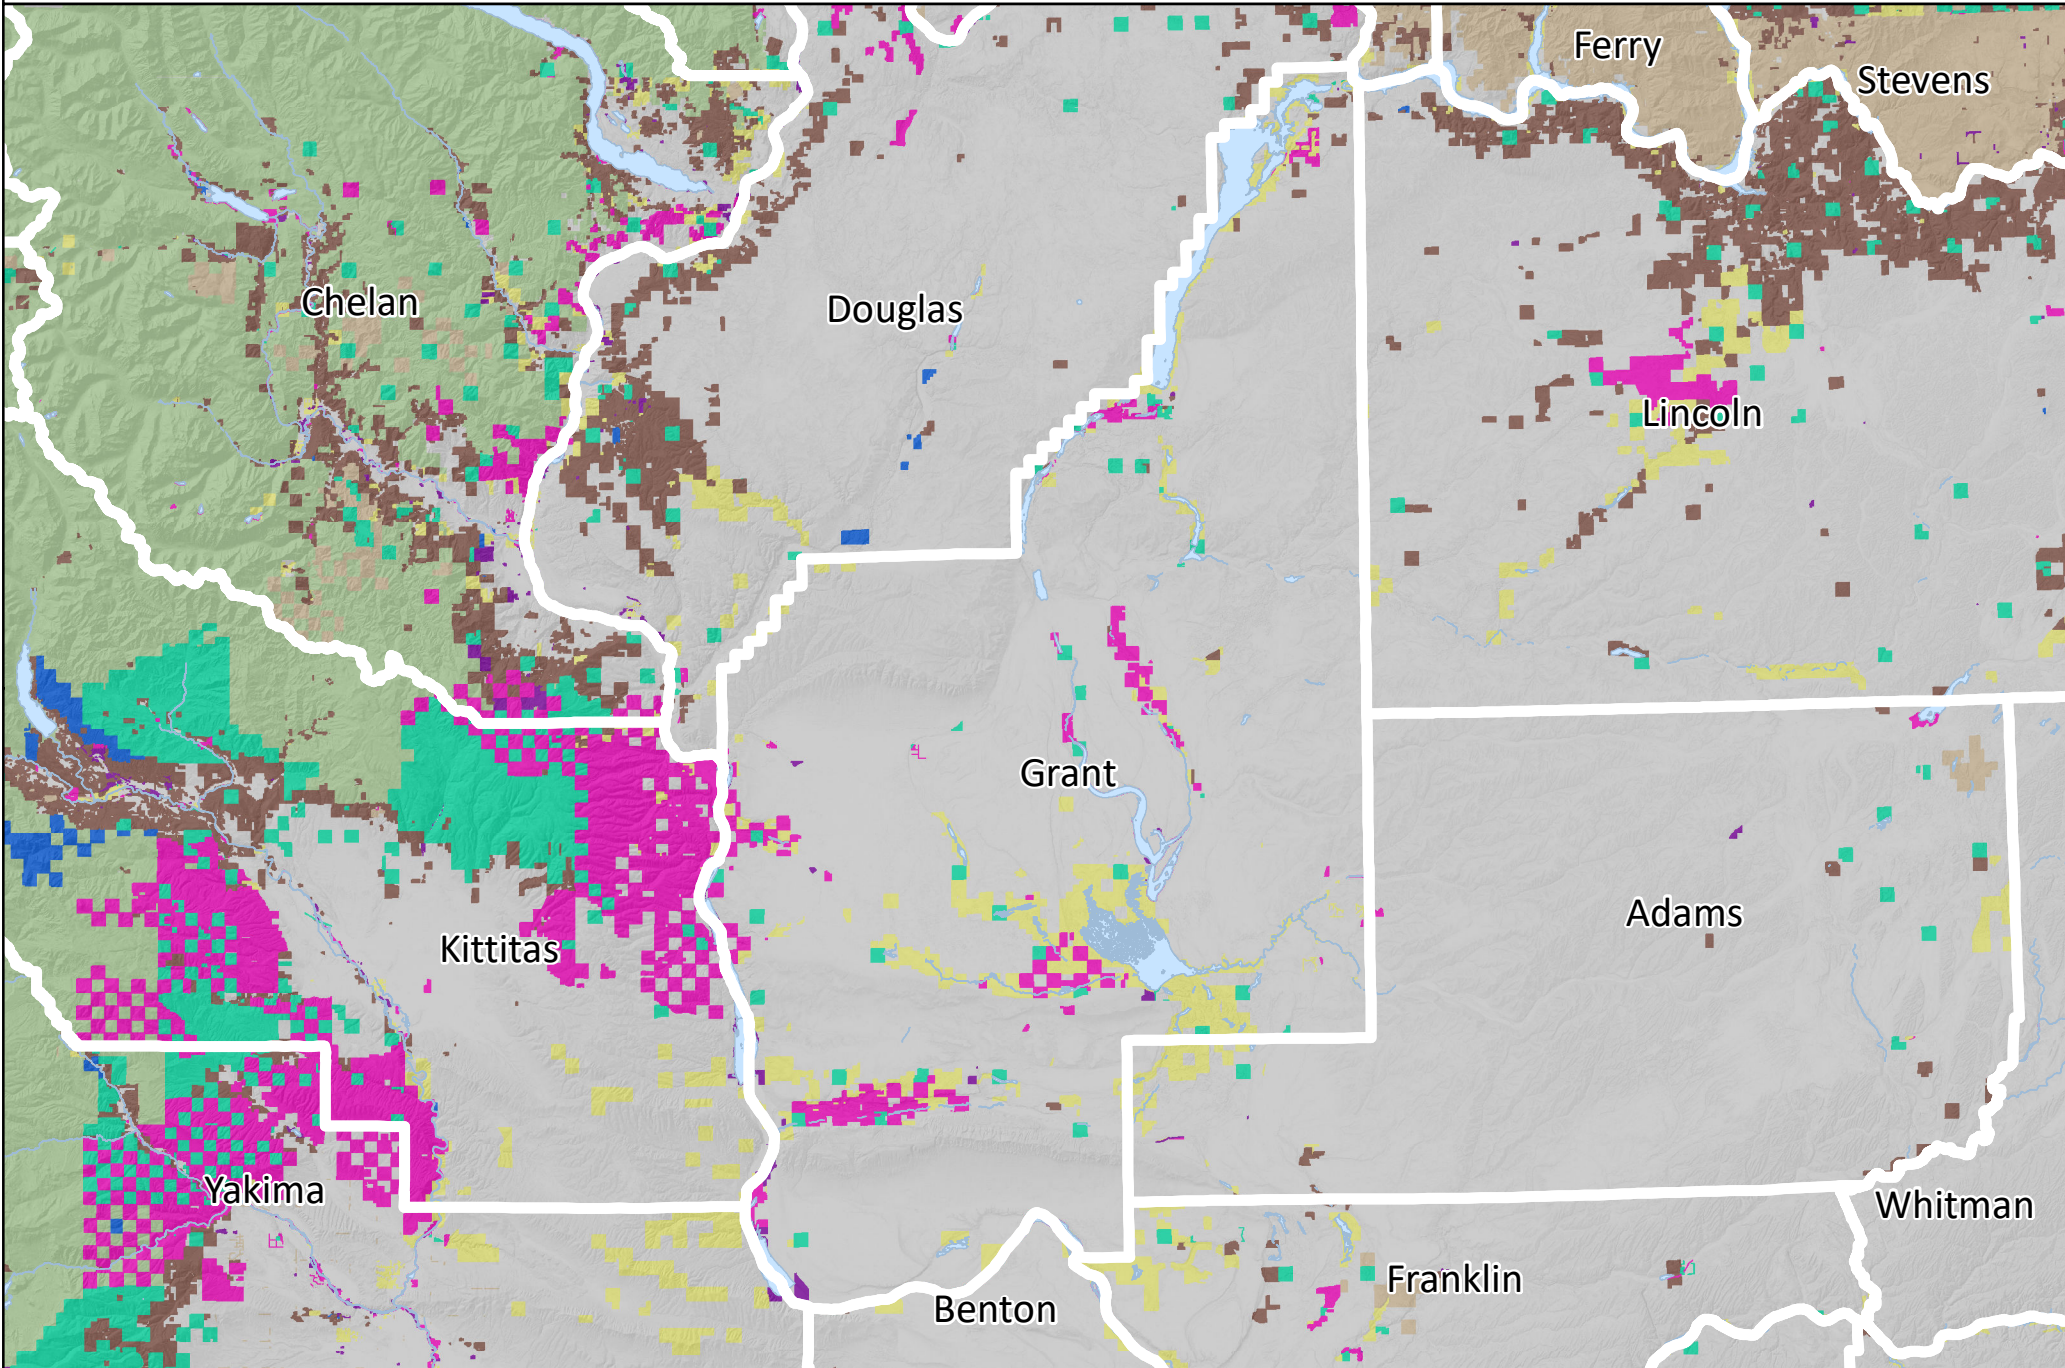 Ferry
Stevens
Chelan
Douglas
Lincoln
Grant
Adams
Kittitas
Yakima
Whitman
Franklin
Benton